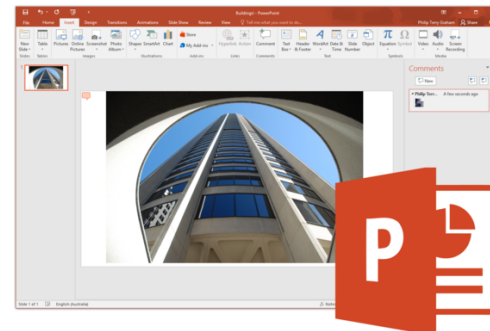 Buildings - PowerPoint
File Home Insert Design Transitions Animations Slide Show Review View Tell me what you want to do... Philip Terry Graham Share
New Slide Table Pictures Online Pictures Screenshot Photo Album Shapes SmartArt Chart Store My Add-ins Hyperlink Action Comment Text Box Header & Footer WordArt Date & Time Slide Number Object Equation Symbol Video Audio Screen Recording
Slides Tables Images Illustrations Add-ins Links Comments Text Symbols Media
Comments
New
Philip Terr... A few seconds ago
P
Slide 1 of 1 English (Australia) Notes